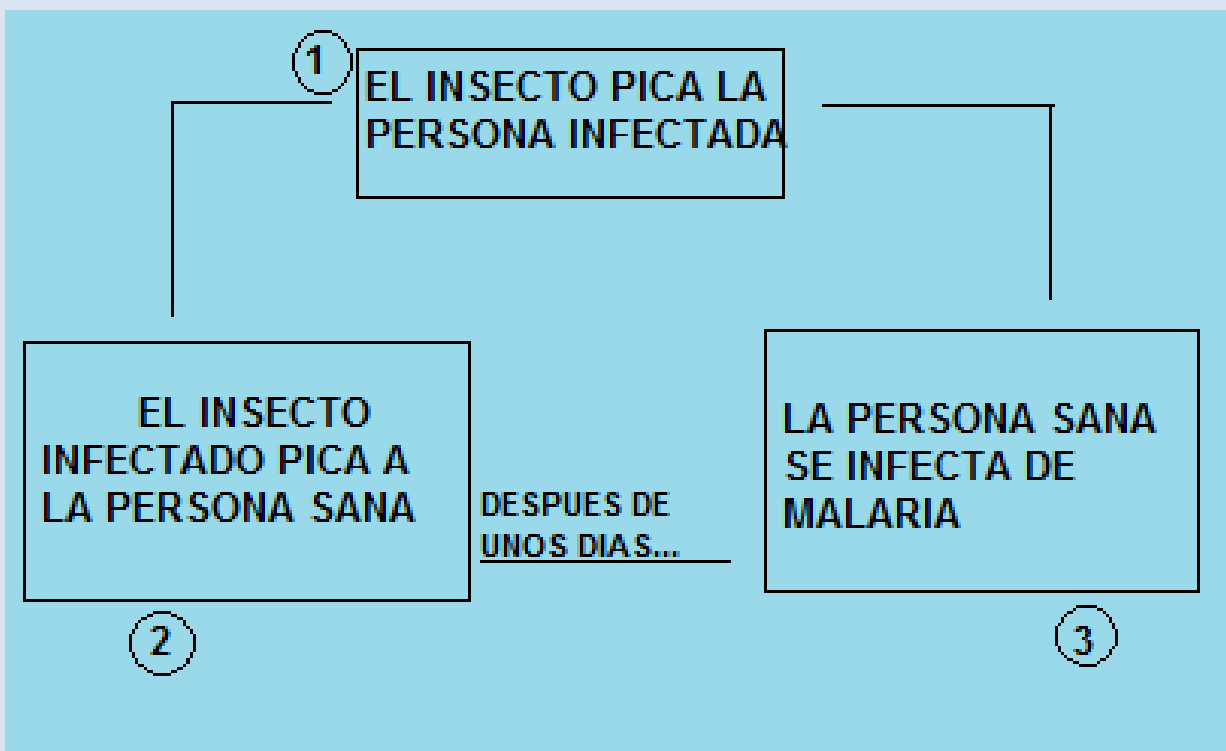 1
EL INSECTO PICA LA
PERSONA INFECTADA
EL INSECTO
INFECTADO PICA A
LA PERSONA SANA
2
DESPUES DE
UNOS DIAS...
LA PERSONA SANA
SE INFECTA DE
MALARIA
3